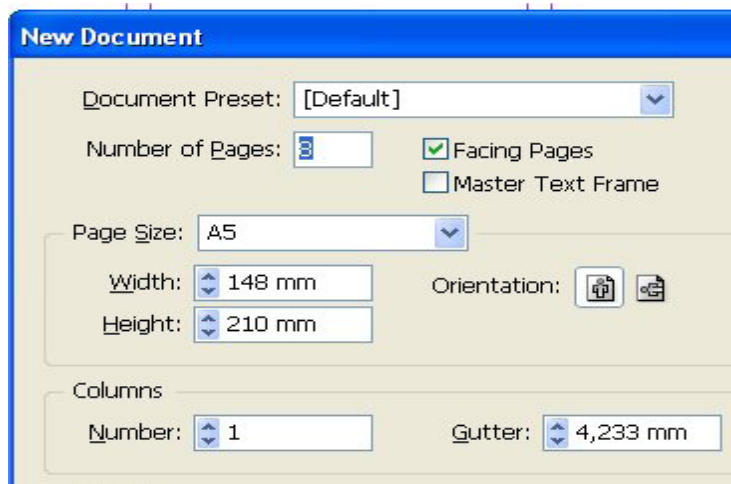 New Document
Document Preset: [Default]
Number of Pages: 3 Facing Pages
Master Text Frame
Page Size: A5
Width: 148 mm Orientation:
Height: 210 mm
Columns
Number: 1 Gutter: 4,233 mm